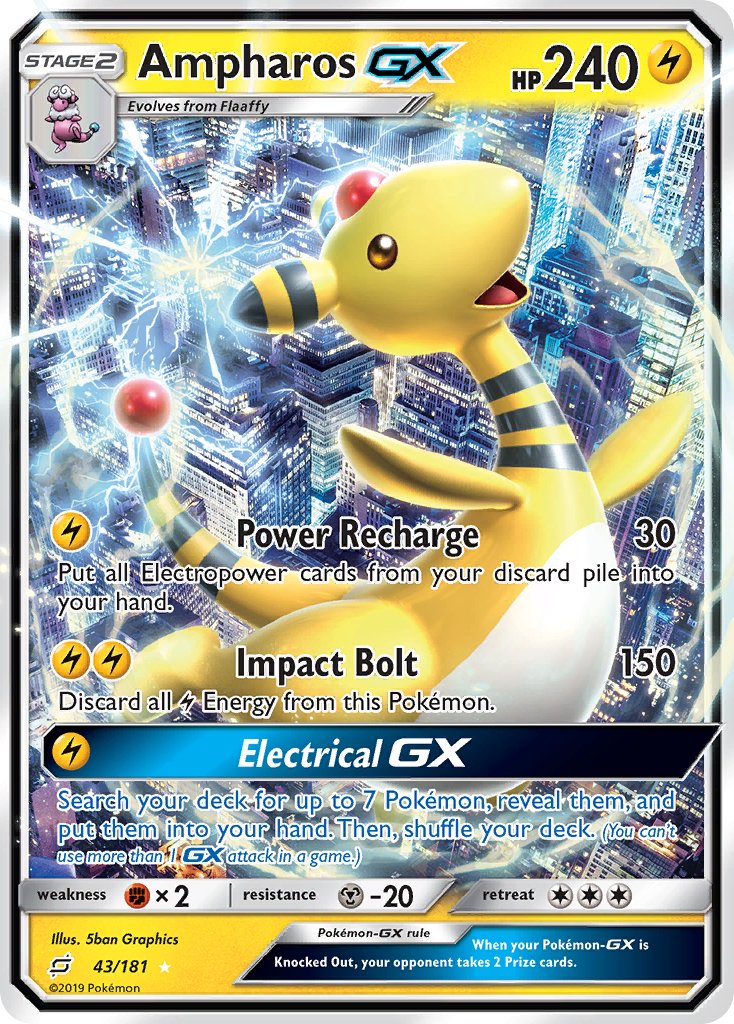 STAGE2 Ampharos GX HP240
Evolves from Flaaffy
Power Recharge 30
Put all Electropower cards from your discard pile into
your hand.
Impact Bolt 150
Discard all Energy from this Pokémon.
Electrical GX
Search your deck for up to 7 Pokémon, reveal them, and
put them into your hand. Then, shuffle your deck. (You can't
use more than 1 GX attack in a game.)
weakness ×2 resistance -20 retreat
Illus. 5ban Graphics
43/181
©2019 Pokémon
Pokémon-GX rule
When your Pokémon-GX is
Knocked Out, your opponent takes 2 Prize cards.